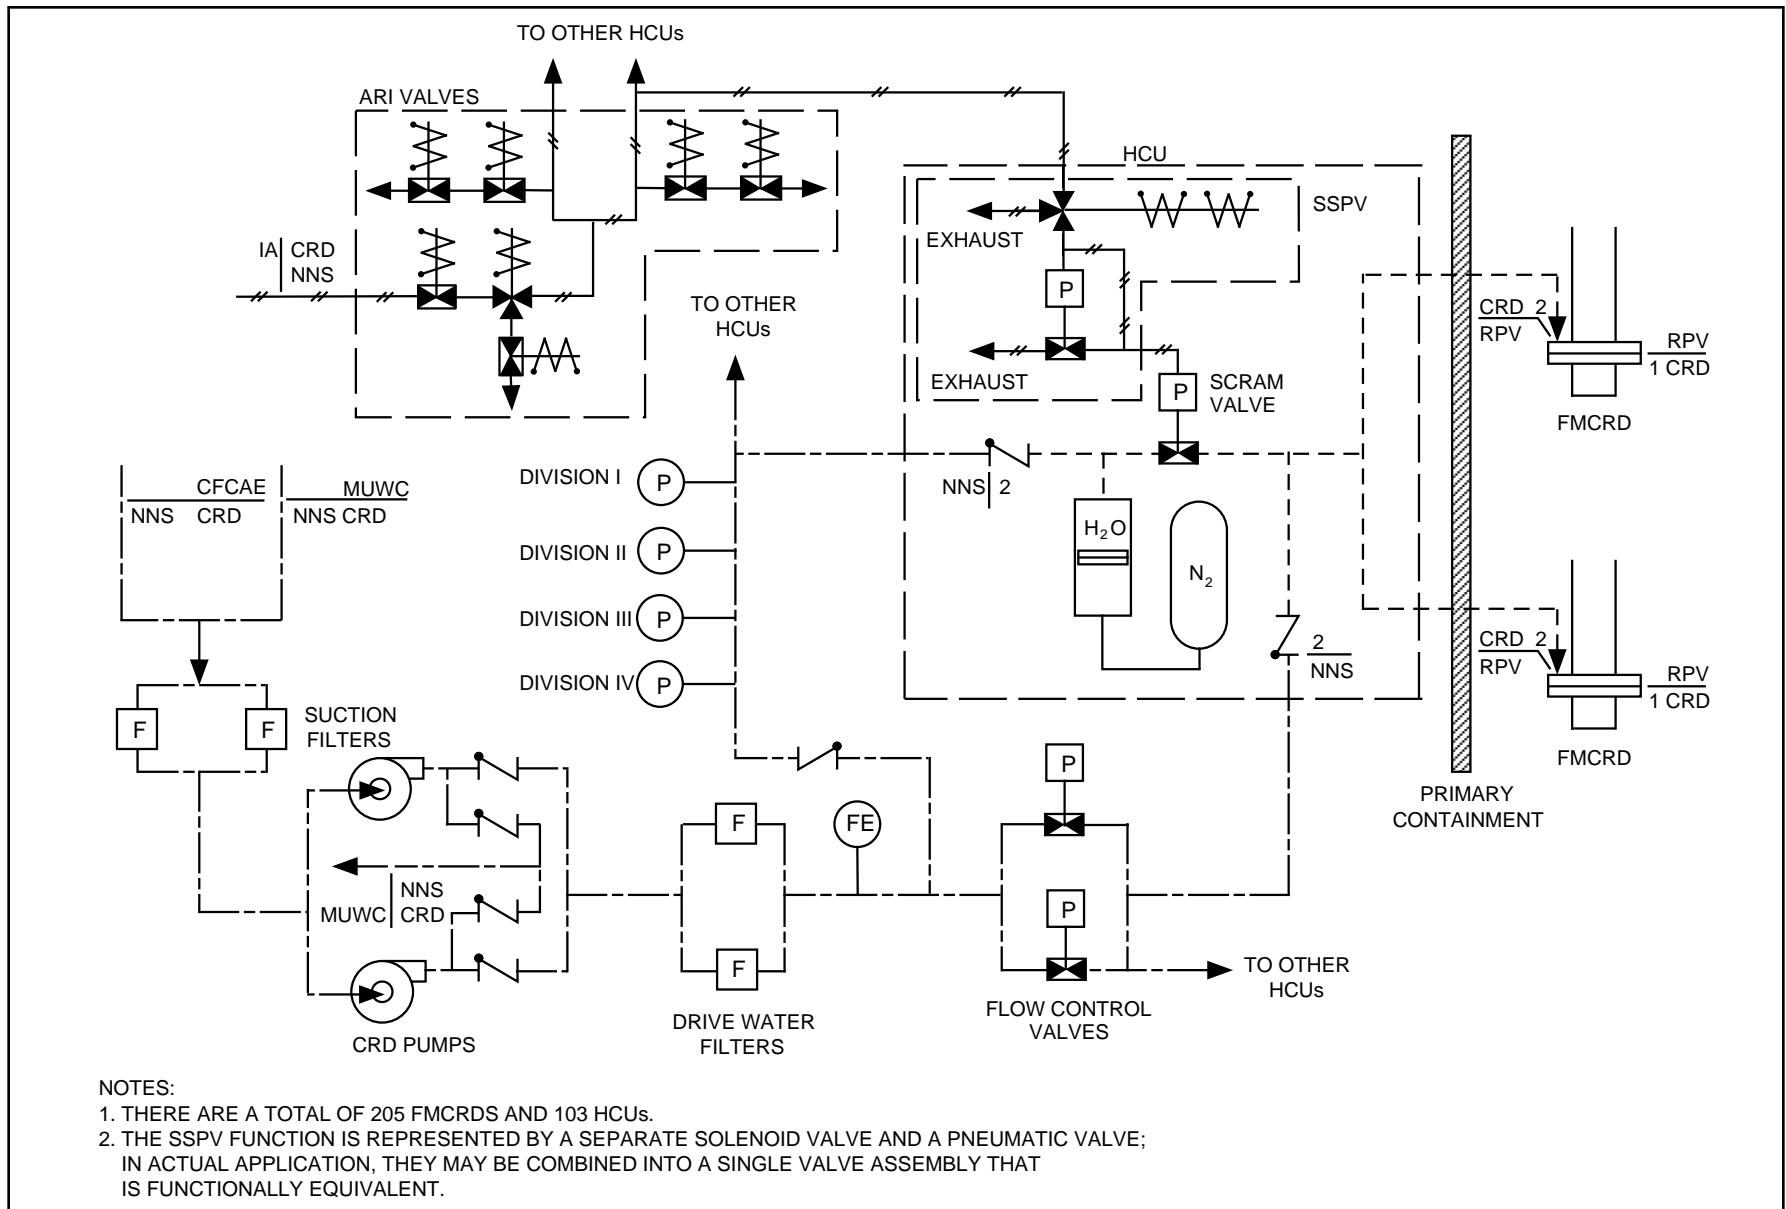 TO OTHER HCUs
ARI VALVES
HCU
SSPV
EXHAUST
IA CRD
NNS
P
TO OTHER
HCUs
EXHAUST
P
SCRAM
VALVE
CRD 2
RPV
RPV
1 CRD
FMCRD
DIVISION I P
NNS 2
CFCAE
NNS CRD
MUWC
NNS CRD
H2O
N2
DIVISION II P
DIVISION III P
DIVISION IV P
2
NNS
CRD 2
RPV
RPV
1 CRD
FMCRD
F
F
SUCTION
FILTERS
P
PRIMARY
CONTAINMENT
F
FE
NNS
MUWC CRD
P
F
TO OTHER
HCUs
CRD PUMPS
DRIVE WATER
FILTERS
FLOW CONTROL
VALVES
NOTES:
1. THERE ARE A TOTAL OF 205 FMCRDS AND 103 HCUs.
2. THE SSPV FUNCTION IS REPRESENTED BY A SEPARATE SOLENOID VALVE AND A PNEUMATIC VALVE;
IN ACTUAL APPLICATION, THEY MAY BE COMBINED INTO A SINGLE VALVE ASSEMBLY THAT
IS FUNCTIONALLY EQUIVALENT.